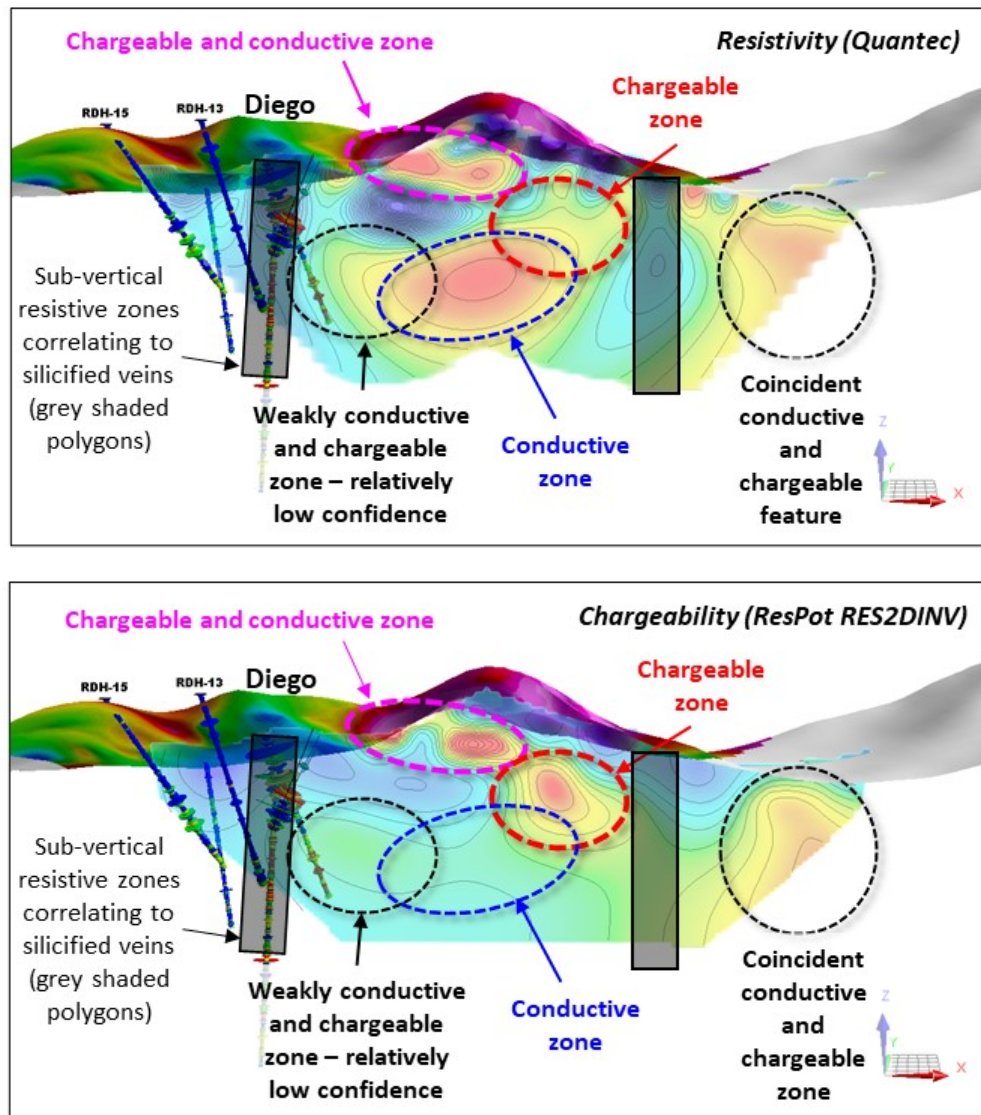 Chargeable and conductive zone
Resistivity (Quantec)
RDH-15
RDH-13
Diego
Chargeable
zone
Sub-vertical
resistive zones
correlating to
silicified veins
(grey shaded
polygons)
Weakly conductive
and chargeable
zone – relatively
low confidence
Conductive
zone
Coincident
conductive
and
chargeable
feature
Z
Y
X
Chargeability (ResPot RES2DINV)
Chargeable and conductive zone
RDH-15
RDH-13
Diego
Chargeable
zone
Sub-vertical
resistive zones
correlating to
silicified veins
(grey shaded
polygons)
Weakly conductive
and chargeable
zone – relatively
low confidence
Conductive
zone
Coincident
conductive
and
chargeable
zone
Z
Y
X